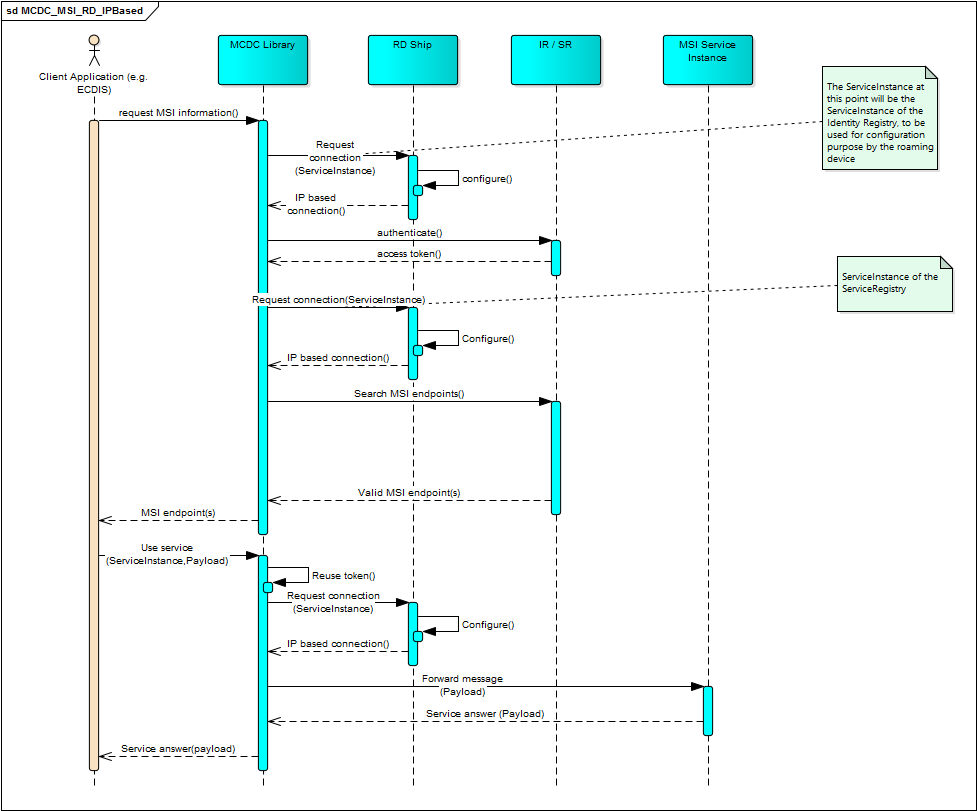 sd MCDC_MSI_RD_IPBased
Client Application (e.g.
ECDIS)
MCDC Library
RD Ship
IR / SR
MSI Service
Instance
The ServiceInstance at
this point will be the
ServiceInstance of the
Identity Registry, to be
used for configuration
purpose by the roaming
device
request MSI information()
Request
connection
(ServiceInstance)
configure()
IP based
connection()
authenticate()
access token()
ServiceInstance of the
ServiceRegistry
Request connection(ServiceInstance)
Configure()
IP based connection()
Search MSI endpoints()
Valid MSI endpoint(s)
MSI endpoint(s)
Use service
(ServiceInstance,Payload)
Reuse token()
Request connection
(ServiceInstance)
Configure()
IP based connection()
Forward message
(Payload)
Service answer (Payload)
Service answer(payload)